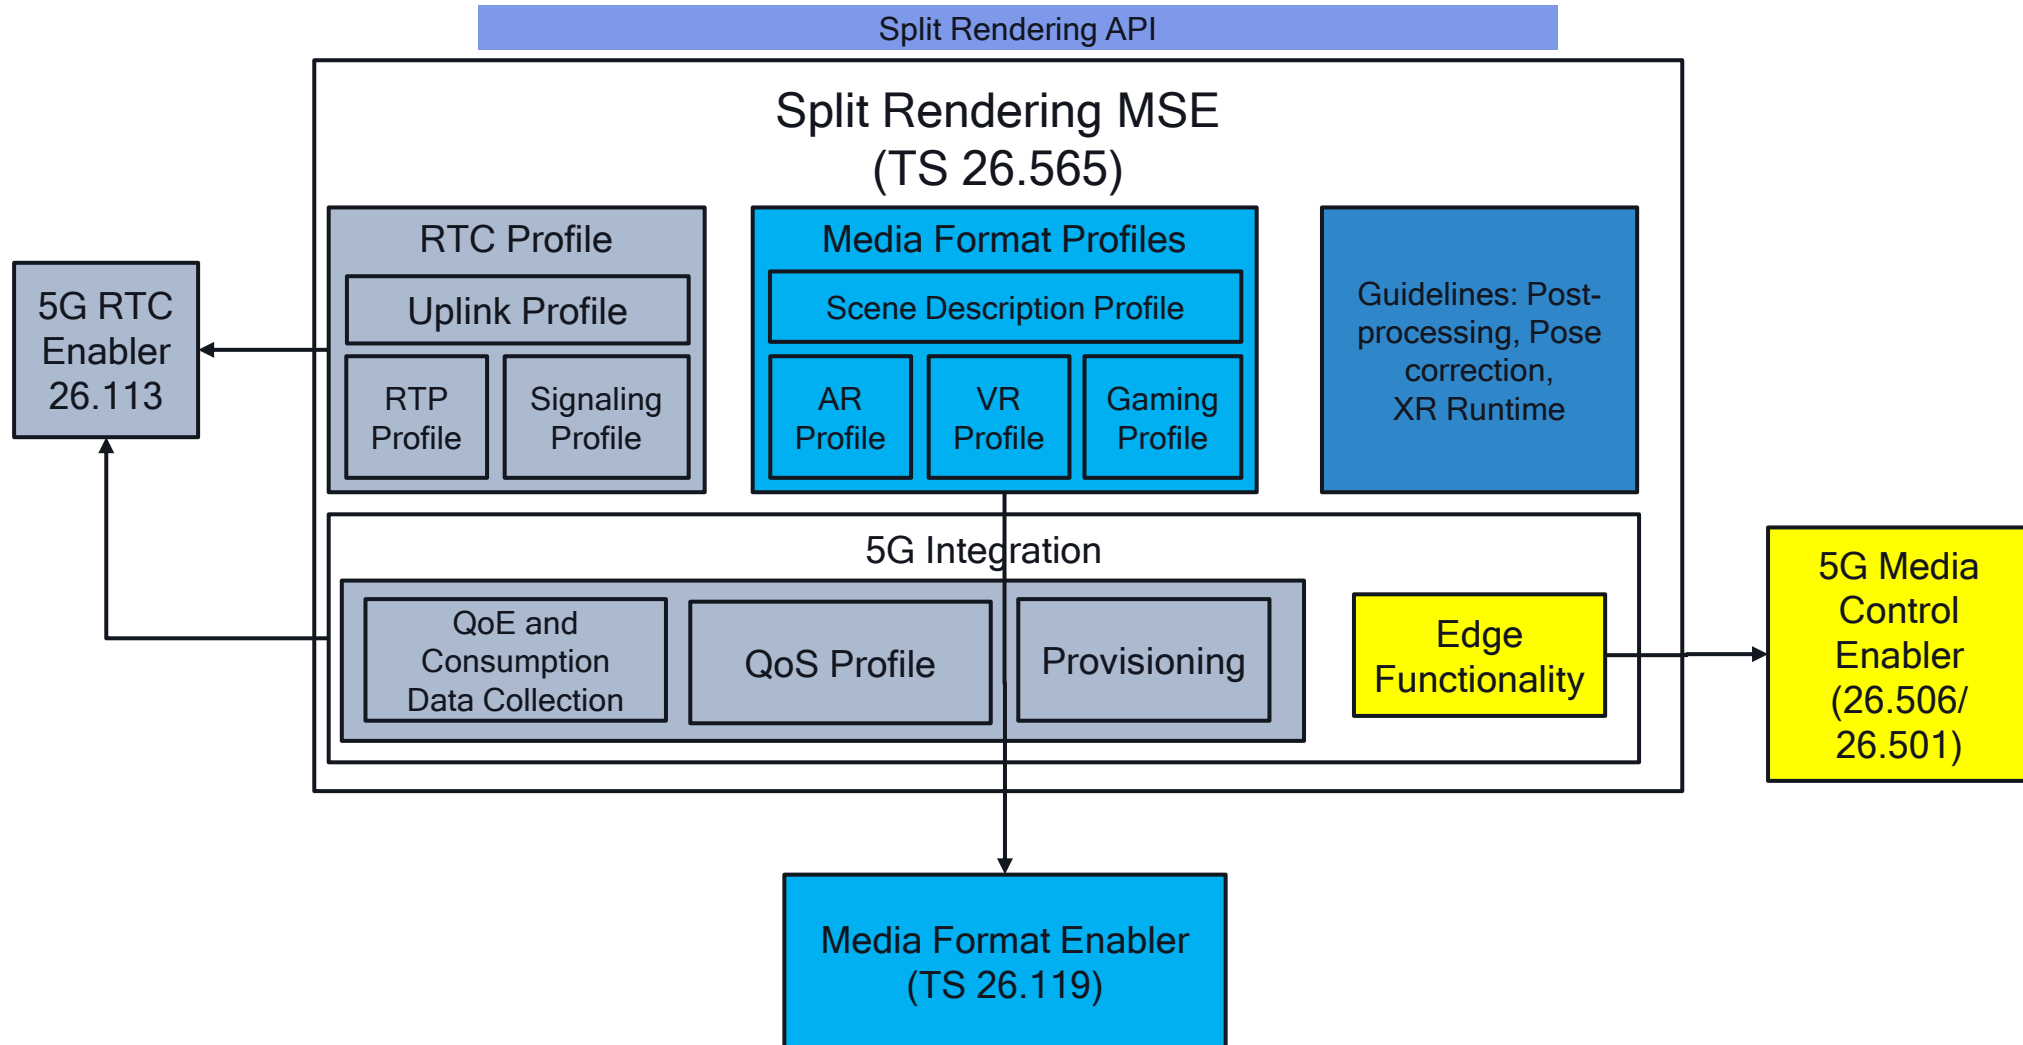 Split Rendering API
Split Rendering MSE
(TS 26.565)
RTC Profile
Uplink Profile
RTP
Profile
Signaling
Profile
Media Format Profiles
Scene Description Profile
AR
Profile
VR
Profile
Gaming
Profile
Guidelines: Post-
processing, Pose
correction,
XR Runtime
5G RTC
Enabler
26.113
5G Integration
QoE and
Consumption
Data Collection
QoS Profile
Provisioning
Edge
Functionality
5G Media
Control
Enabler
(26.506/
26.501)
Media Format Enabler
(TS 26.119)